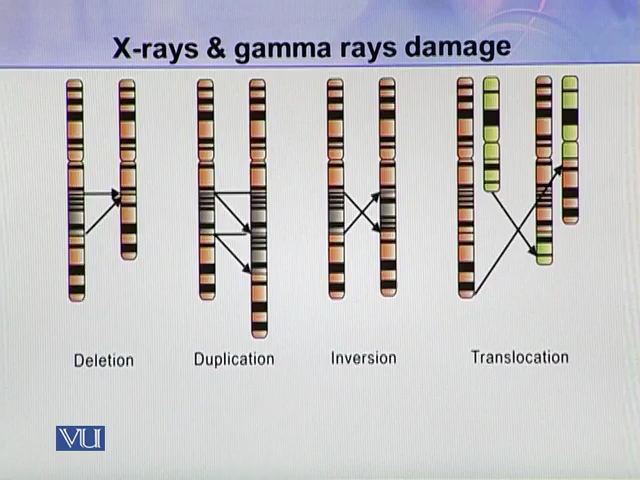 X-rays & gamma rays damage
Deletion
Duplication
Inversion
Translocation
VU